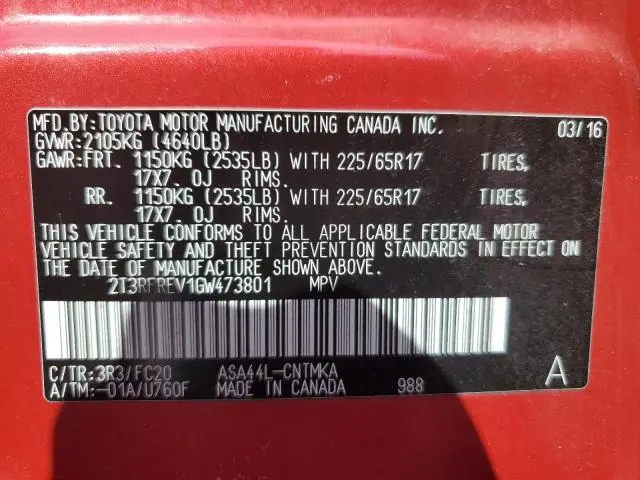 MFD.BY:TOYOTA MOTOR MANUFACTURING CANADA INC. 03/16
GVWR:2105KG (4640LB)
GAWR:FRT. 1150KG (2535LB) WITH 225/65R17 TIRES,
17X7.0J RIMS.
RR. 1150KG (2535LB) WITH 225/65R17 TIRES,
17X7.0J RIMS.
THIS VEHICLE CONFORMS TO ALL APPLICABLE FEDERAL MOTOR
VEHICLE SAFETY AND THEFT PREVENTION STANDARDS IN EFFECT ON
THE DATE OF MANUFACTURE SHOWN ABOVE.
2T3RFREV1GW473801 MPV
C/TR:3R3/FC20 ASA44L-CNTMKA A
A/TM:-01A/U760F MADE IN CANADA 988